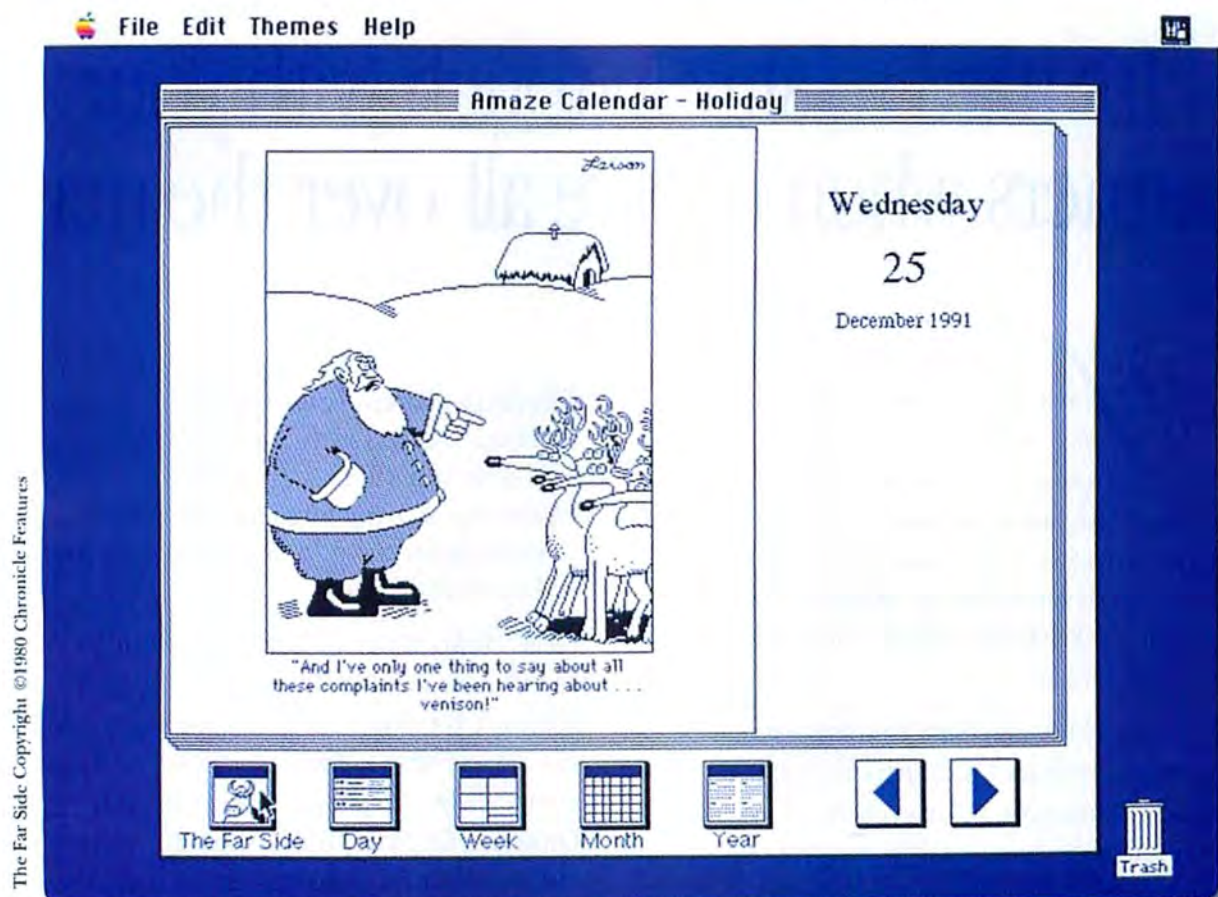 File Edit Themes Help
Amaze Calendar - Holiday
Larson
Wednesday
25
December 1991
"And I've only one thing to say about all
these complaints I've been hearing about . . .
venison!"
The Far Side
Day
Week
Month
Year
Trash
The Far Side Copyright ©1980 Chronicle Features